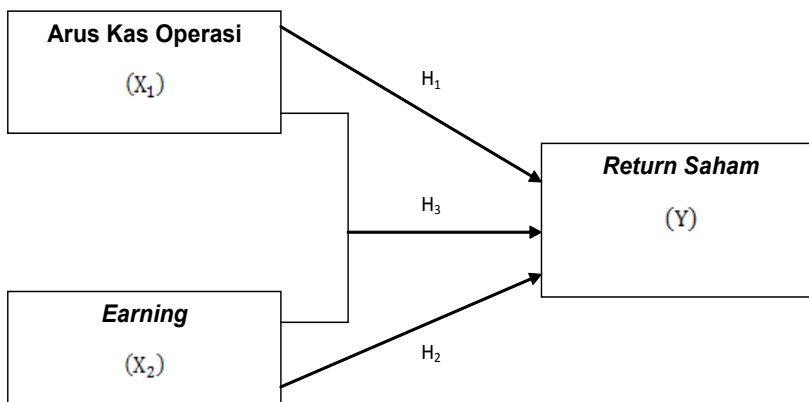 Arus Kas Operasi
(X₁)
H₁
Return Saham
(Y)
H₃
Earning
(X₂)
H₂